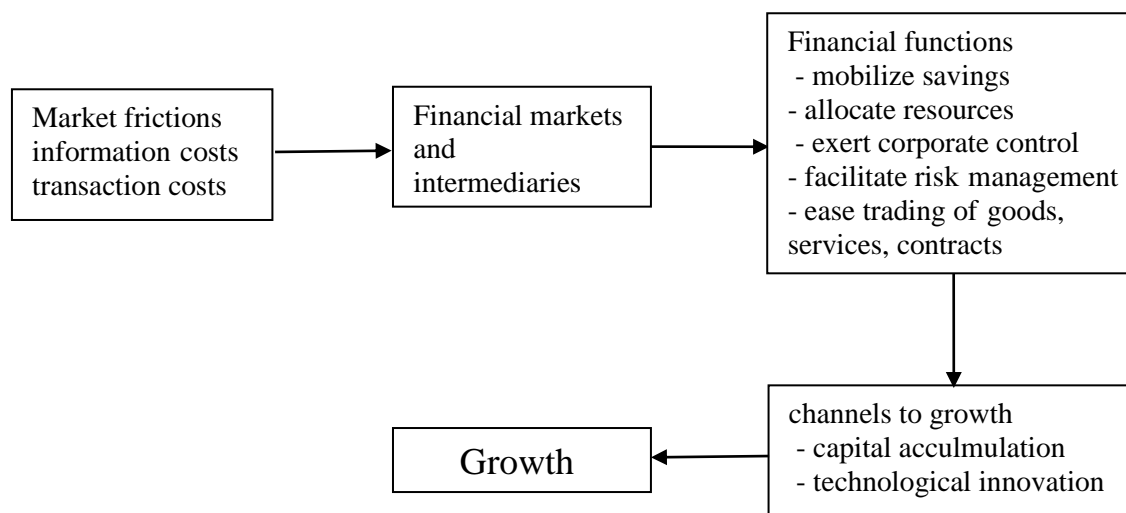 Market frictions
information costs
transaction costs
Financial markets
and
intermediaries
Financial functions
- mobilize savings
- allocate resources
- exert corporate control
- facilitate risk management
- ease trading of goods,
services, contracts
channels to growth
- capital acculmulation
- technological innovation
Growth